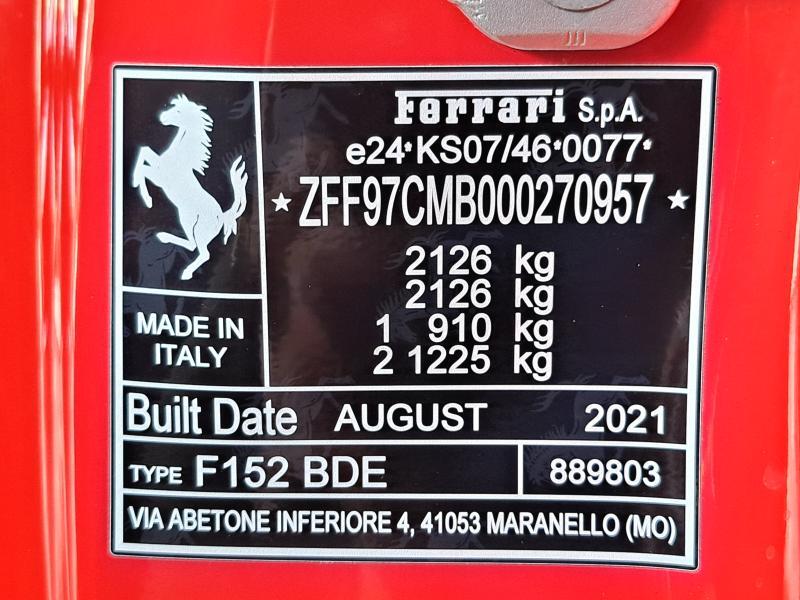 Ferrari S.p.A.
e24*KS07/46*0077*
★ZFF97CMB000270957★
2126 kg
2126 kg
1 910 kg
2 1225 kg
MADE IN
ITALY
Built Date AUGUST 2021
TYPE F152 BDE 889803
VIA ABETONE INFERIORE 4, 41053 MARANELLO (MO)